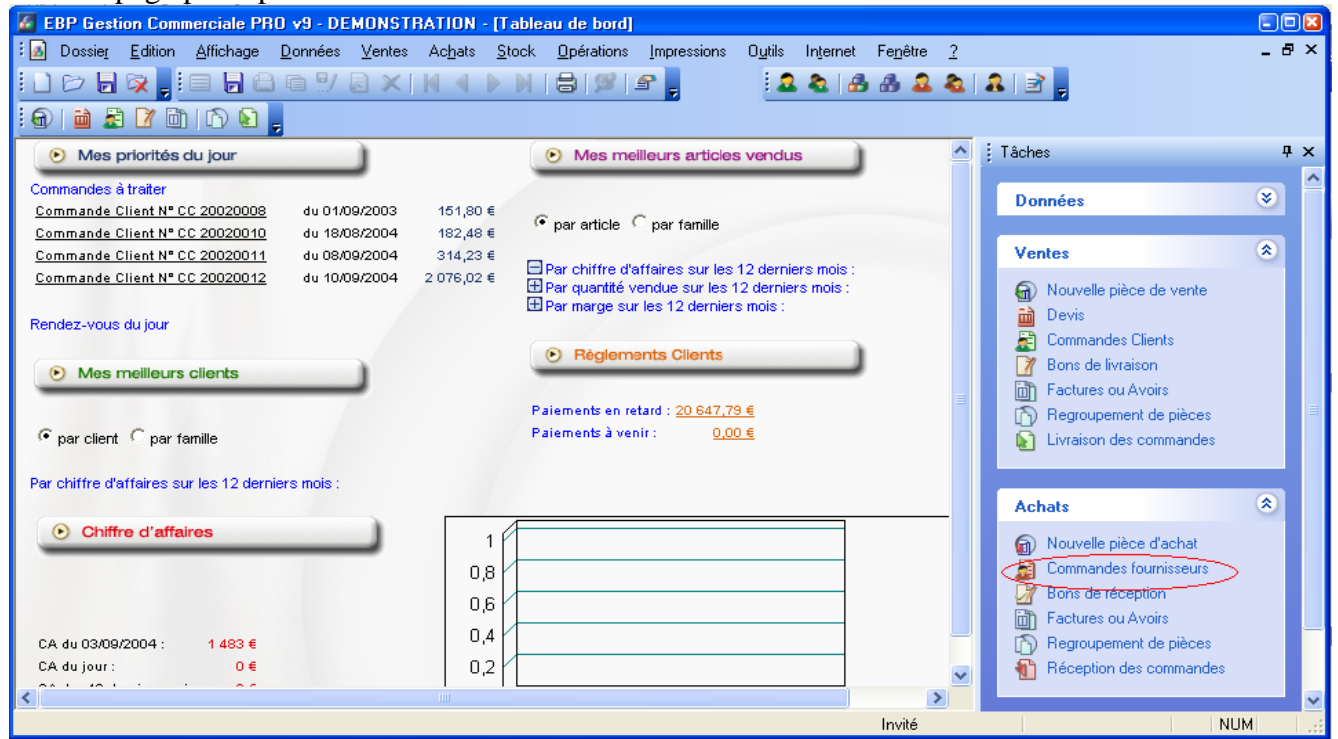 EBP Gestion Commerciale PRO v9 - DEMONSTRATION - [Tableau de bord]
Dossier Edition Affichage Données Ventes Achats Stock Opérations Impressions Outils Internet Fenêtre ?
Mes priorités du jour
Commandes à traiter
Commande Client N° CC 20020008 du 01/09/2003 151,80 €
Commande Client N° CC 20020010 du 18/08/2004 182,48 €
Commande Client N° CC 20020011 du 08/09/2004 314,23 €
Commande Client N° CC 20020012 du 10/09/2004 2 076,02 €
Rendez-vous du jour
Mes meilleurs clients
par client par famille
Par chiffre d'affaires sur les 12 derniers mois :
Chiffre d'affaires
CA du 03/09/2004 : 1 483 €
CA du jour : 0 €
Mes meilleurs articles vendus
par article par famille
Par chiffre d'affaires sur les 12 derniers mois :
Par quantité vendue sur les 12 derniers mois :
Par marge sur les 12 derniers mois :
Règlements Clients
Paiements en retard : 20 647,79 €
Paiements à venir : 0,00 €
1
0,8
0,6
0,4
0,2
Tâches
Données
Ventes
Nouvelle pièce de vente
Devis
Commandes Clients
Bons de livraison
Factures ou Avoirs
Regroupement de pièces
Livraison des commandes
Achats
Nouvelle pièce d'achat
Commandes fournisseurs
Bons de réception
Factures ou Avoirs
Regroupement de pièces
Réception des commandes
Invité NUM